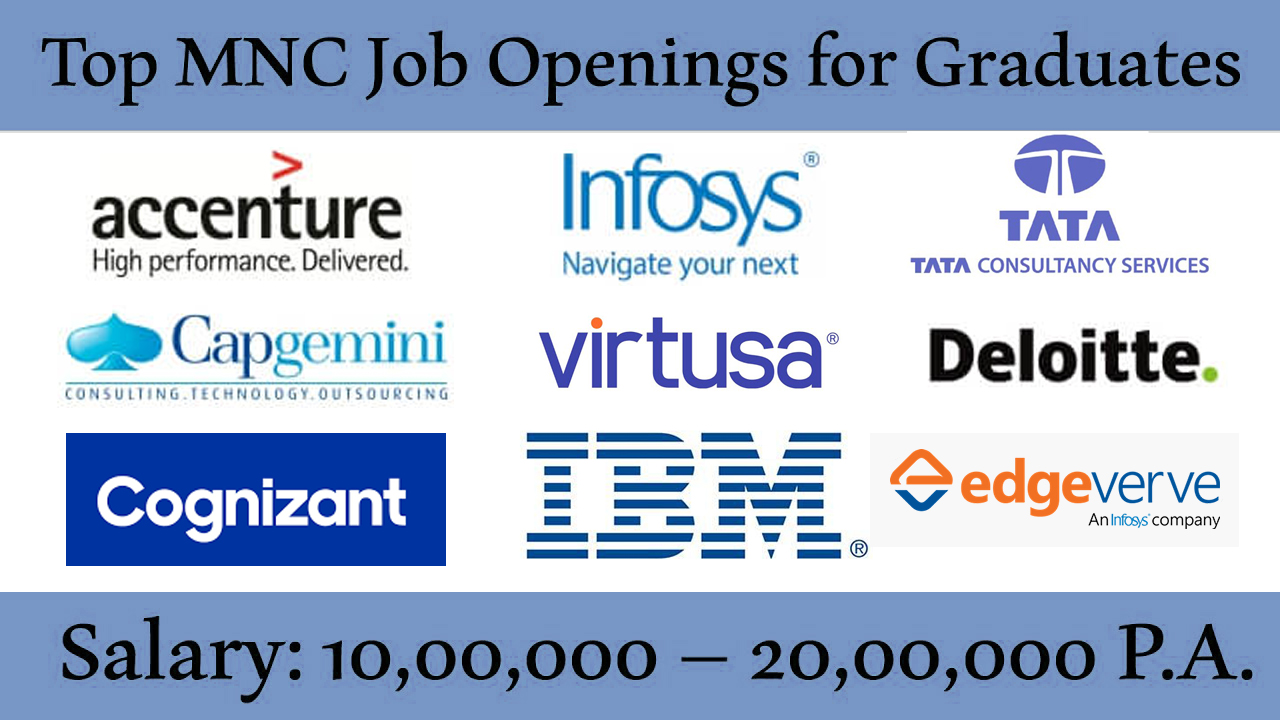 Top MNC Job Openings for Graduates
accenture
High performance. Delivered.
Infosys®
Navigate your next
TATA
TATA CONSULTANCY SERVICES
Capgemini
CONSULTING.TECHNOLOGY.OUTSOURCING
virtusa®
Deloitte.
Cognizant
IBM®
edgeverve
An Infosys® company
Salary: 10,00,000 – 20,00,000 P.A.